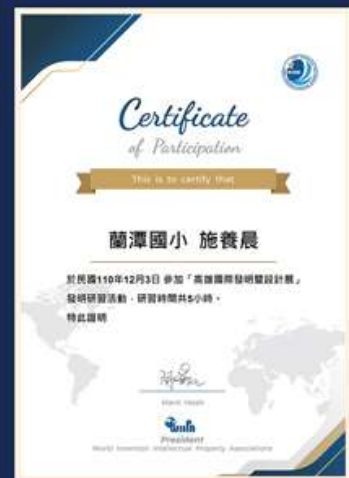 Certificate
of Participation
This is to certify that
蘭潭國小 施養晨
於民國110年12月3日 參加「高雄國際發明暨設計展」
發明研習活動，研習時間共5小時。
特此證明
WIIPA
President
World Invention Intellectual Property Associations